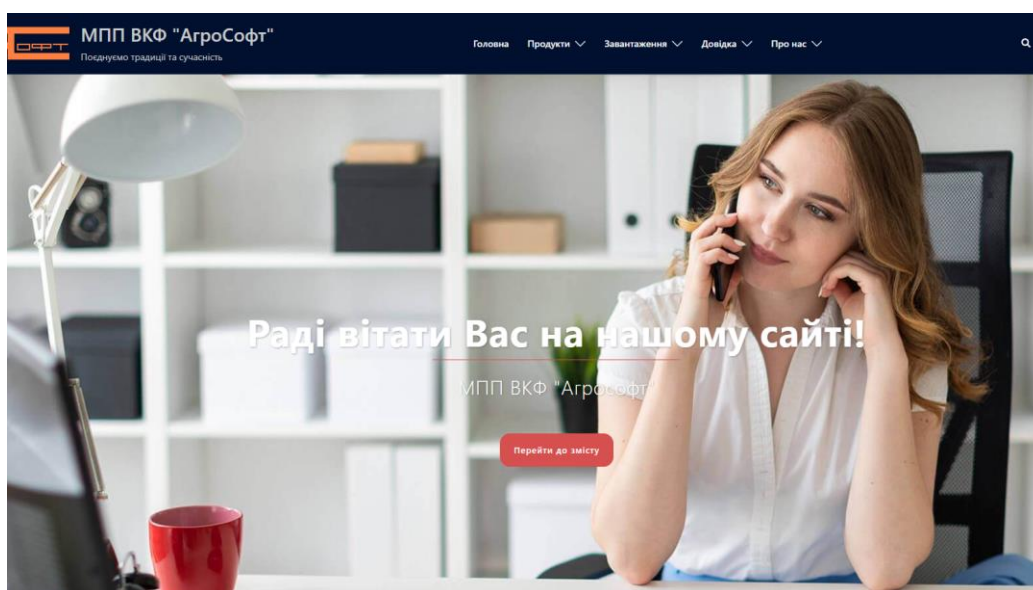 СОФТ
МПП ВКФ "АгроСофт"
Поєднуємо традиції та сучасність
Головна Продукти Завантаження Довідка Про нас
Раді вітати Вас на нашому сайті!
МПП ВКФ "Агрософт"
Перейти до змісту